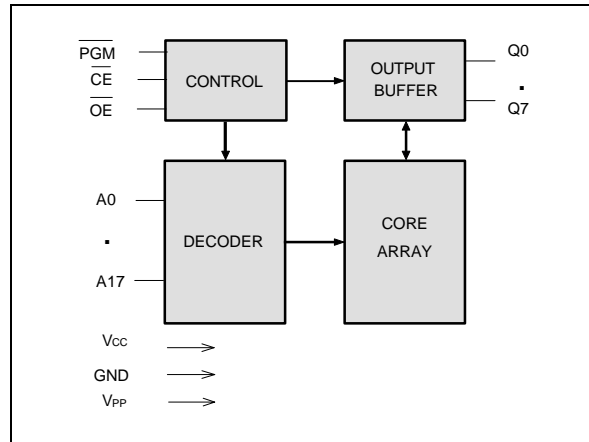 PGM
CE
OE
CONTROL
OUTPUT
BUFFER
Q0
.
Q7
A0
.
A17
DECODER
CORE
ARRAY
VCC
GND
VPP